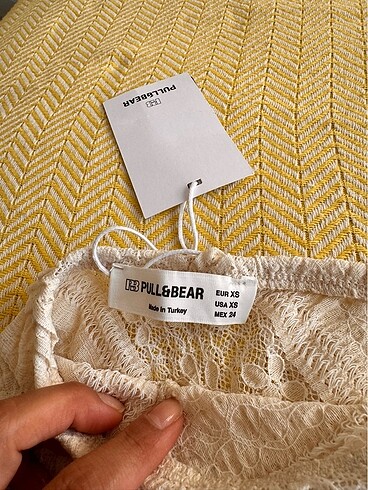 PULL&BEAR
PULL&BEAR
Made in Turkey
EUR XS
USA XS
MEX 24